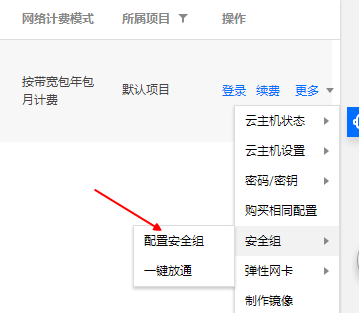 网络计费模式 所属项目 操作
按带宽包年包
月计费
默认项目
登录 续费 更多
云主机状态
云主机设置
密码/密钥
购买相同配置
安全组
配置安全组
一键放通
弹性网卡
制作镜像